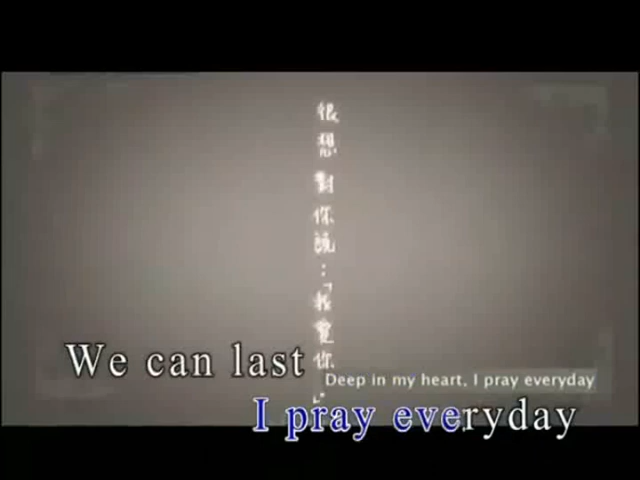 很想對你說：「我愛你」
We can last
Deep in my heart, I pray everyday
I pray everyday